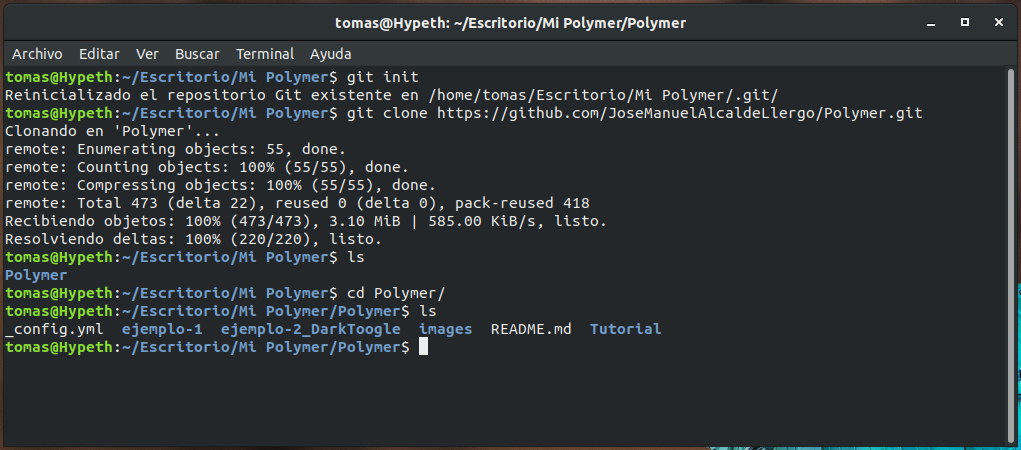 tomas@Hypeth: ~/Escritorio/Mi Polymer/Polymer
Archivo Editar Ver Buscar Terminal Ayuda
tomas@Hypeth:~/Escritorio/Mi Polymer$ git init
Reinicializado el repositorio Git existente en /home/tomas/Escritorio/Mi Polymer/.git/
tomas@Hypeth:~/Escritorio/Mi Polymer$ git clone https://github.com/JoseManuelAlcaldeLlergo/Polymer.git
Clonando en 'Polymer'...
remote: Enumerating objects: 55, done.
remote: Counting objects: 100% (55/55), done.
remote: Compressing objects: 100% (55/55), done.
remote: Total 473 (delta 22), reused 0 (delta 0), pack-reused 418
Recibiendo objetos: 100% (473/473), 3.10 MiB | 585.00 KiB/s, listo.
Resolviendo deltas: 100% (220/220), listo.
tomas@Hypeth:~/Escritorio/Mi Polymer$ ls
Polymer
tomas@Hypeth:~/Escritorio/Mi Polymer$ cd Polymer/
tomas@Hypeth:~/Escritorio/Mi Polymer/Polymer$ ls
_config.yml ejemplo-1 ejemplo-2_DarkToogle images README.md Tutorial
tomas@Hypeth:~/Escritorio/Mi Polymer/Polymer$